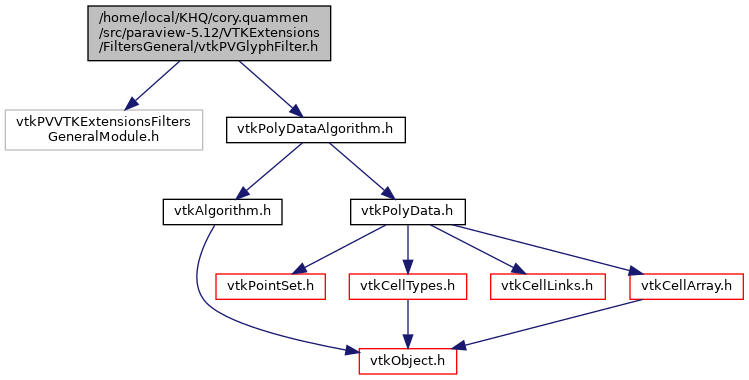 /home/local/KHQ/cory.quammen
/src/paraview-5.12/VTKExtensions
/FiltersGeneral/vtkPVGlyphFilter.h
vtkPVVTKExtensionsFilters
GeneralModule.h
vtkPolyDataAlgorithm.h
vtkAlgorithm.h
vtkPolyData.h
vtkPointSet.h
vtkCellTypes.h
vtkCellLinks.h
vtkCellArray.h
vtkObject.h